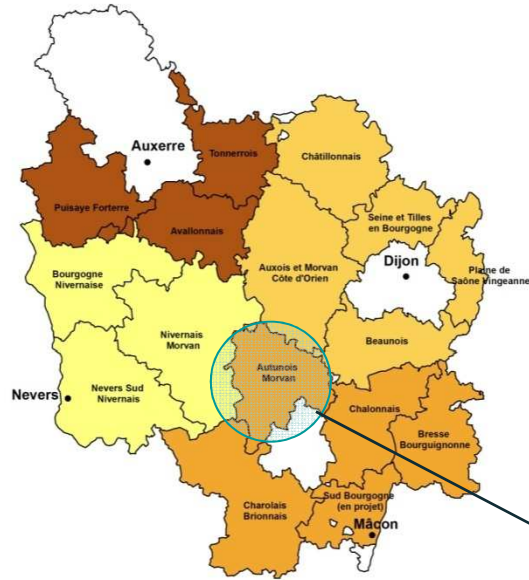 Auxerre
Tonnerrois
Châtillonnais
Puisaye Forterre
Avallonnais
Seine et Tilles
en Bourgogne
Bourgogne
Nivernaise
Auxois et Morvan
Côte d'Orien
Dijon
Plaine de
Saône Vingeanne
Nivernais
Morvan
Beaunois
Autunois
Morvan
Nevers
Nevers Sud
Nivernais
Chalonnais
Bresse
Bourguignonne
Charolais
Brionnais
Sud Bourgogne
(en projet)
Mâcon